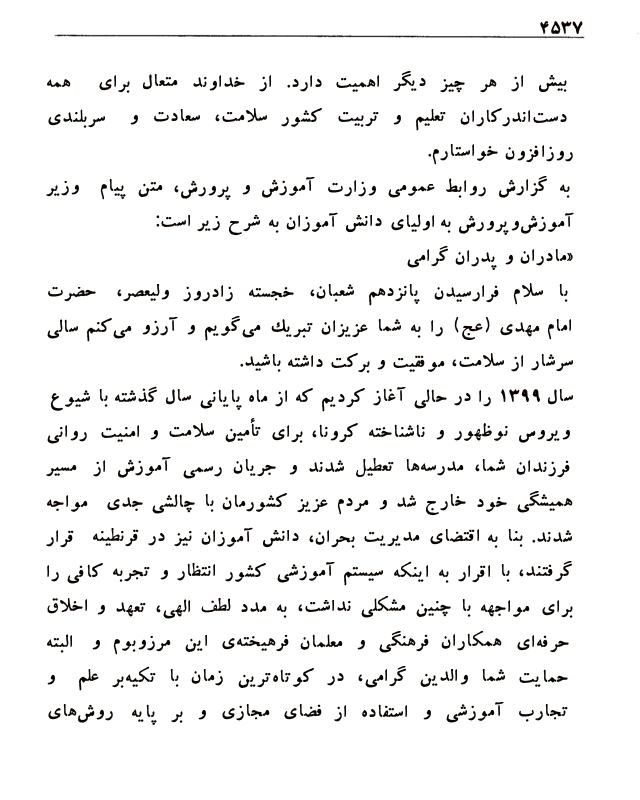 ۴۵۳۷
بیش از هر چیز دیگر اهمیت دارد. از خداوند متعال برای همه
دست‌اندرکاران تعلیم و تربیت کشور سلامت، سعادت و سربلندی
روزافزون خواستارم.
به گزارش روابط عمومی وزارت آموزش و پرورش، متن پیام وزیر
آموزش‌وپرورش به اولیای دانش آموزان به شرح زیر است:
«مادران و پدران گرامی
با سلام فرارسیدن پانزدهم شعبان، خجسته زادروز ولیعصر، حضرت
امام مهدی (عج) را به شما عزیزان تبریك می‌گویم و آرزو می‌کنم سالی
سرشار از سلامت، موفقیت و برکت داشته باشید.
سال ۱۳۹۹ را در حالی آغاز کردیم که از ماه پایانی سال گذشته با شیوع
ویروس نوظهور و ناشناخته کرونا، برای تأمین سلامت و امنیت روانی
فرزندان شما، مدرسه‌ها تعطیل شدند و جریان رسمی آموزش از مسیر
همیشگی خود خارج شد و مردم عزیز کشورمان با چالشی جدی مواجه
شدند. بنا به اقتضای مدیریت بحران، دانش آموزان نیز در قرنطینه قرار
گرفتند، با اقرار به اینکه سیستم آموزشی کشور انتظار و تجربه کافی را
برای مواجهه با چنین مشکلی نداشت، به مدد لطف الهی، تعهد و اخلاق
حرفه‌ای همکاران فرهنگی و معلمان فرهیخته‌ی این مرزوبوم و البته
حمایت شما والدین گرامی، در کوتاه‌ترین زمان با تکیه‌بر علم و
تجارب آموزشی و استفاده از فضای مجازی و بر پایه روش‌های